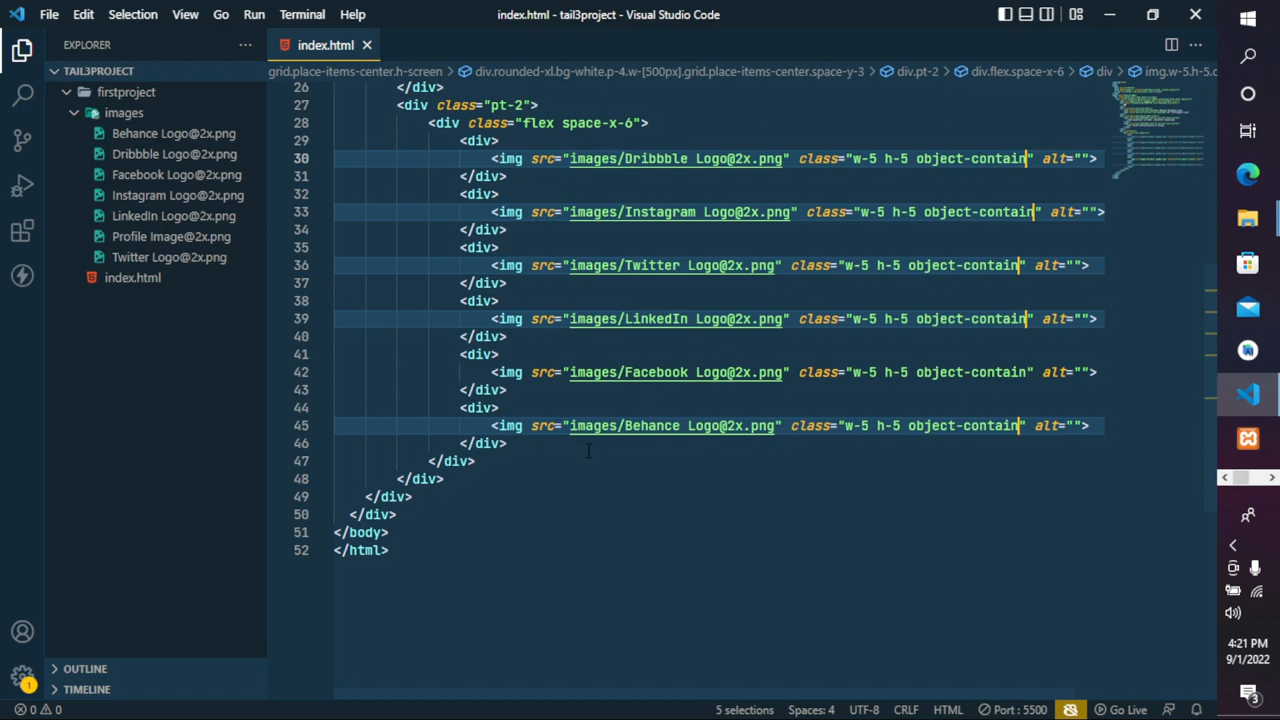 File Edit Selection View Go Run Terminal Help
index.html - tail3project - Visual Studio Code
EXPLORER
TAIL3PROJECT
firstproject
images
Behance Logo@2x.png
Dribbble Logo@2x.png
Facebook Logo@2x.png
Instagram Logo@2x.png
LinkedIn Logo@2x.png
Profile Image@2x.png
Twitter Logo@2x.png
index.html
OUTLINE
TIMELINE
index.html
grid.place-items-center.h-screen div.rounded-xl.bg-white.p-4.w-[500px].grid.place-items-center.space-y-3 div.pt-2 div.flex.space-x-6 div img.w-5.h-5.
26 </div>
27 <div class="pt-2">
28 <div class="flex space-x-6">
29 <div>
30 <img src="images/Dribbble Logo@2x.png" class="w-5 h-5 object-contain" alt="">
31 </div>
32 <div>
33 <img src="images/Instagram Logo@2x.png" class="w-5 h-5 object-contain" alt="">
34 </div>
35 <div>
36 <img src="images/Twitter Logo@2x.png" class="w-5 h-5 object-contain" alt="">
37 </div>
38 <div>
39 <img src="images/LinkedIn Logo@2x.png" class="w-5 h-5 object-contain" alt="">
40 </div>
41 <div>
42 <img src="images/Facebook Logo@2x.png" class="w-5 h-5 object-contain" alt="">
43 </div>
44 <div>
45 <img src="images/Behance Logo@2x.png" class="w-5 h-5 object-contain" alt="">
46 </div>
47 </div>
48 </div>
49 </div>
50 </div>
51 </body>
52 </html>
1
0 0
5 selections Spaces: 4 UTF-8 CRLF HTML Port : 5500 Go Live
4:21 PM
9/1/2022
3